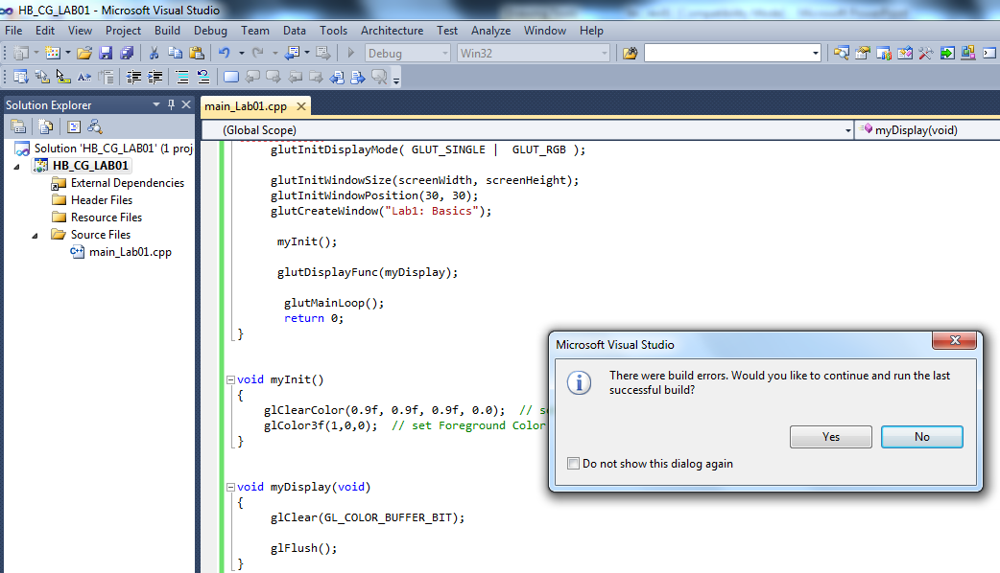 HB_CG_LAB01 - Microsoft Visual Studio
File Edit View Project Build Debug Team Data Tools Architecture Test Analyze Window Help
Debug Win32
Solution Explorer
main_Lab01.cpp
(Global Scope)
myDisplay(void)
Solution 'HB_CG_LAB01' (1 proj
HB_CG_LAB01
External Dependencies
Header Files
Resource Files
Source Files
main_Lab01.cpp
glutInitDisplayMode( GLUT_SINGLE | GLUT_RGB );
glutInitWindowSize(screenWidth, screenHeight);
glutInitWindowPosition(30, 30);
glutCreateWindow("Lab1: Basics");
myInit();
glutDisplayFunc(myDisplay);
glutMainLoop();
return 0;
}
void myInit()
{
glClearColor(0.9f, 0.9f, 0.9f, 0.0); // se
glColor3f(1,0,0); // set Foreground Color
}
void myDisplay(void)
{
glClear(GL_COLOR_BUFFER_BIT);
glFlush();
}
Microsoft Visual Studio
There were build errors. Would you like to continue and run the last
successful build?
Yes No
Do not show this dialog again